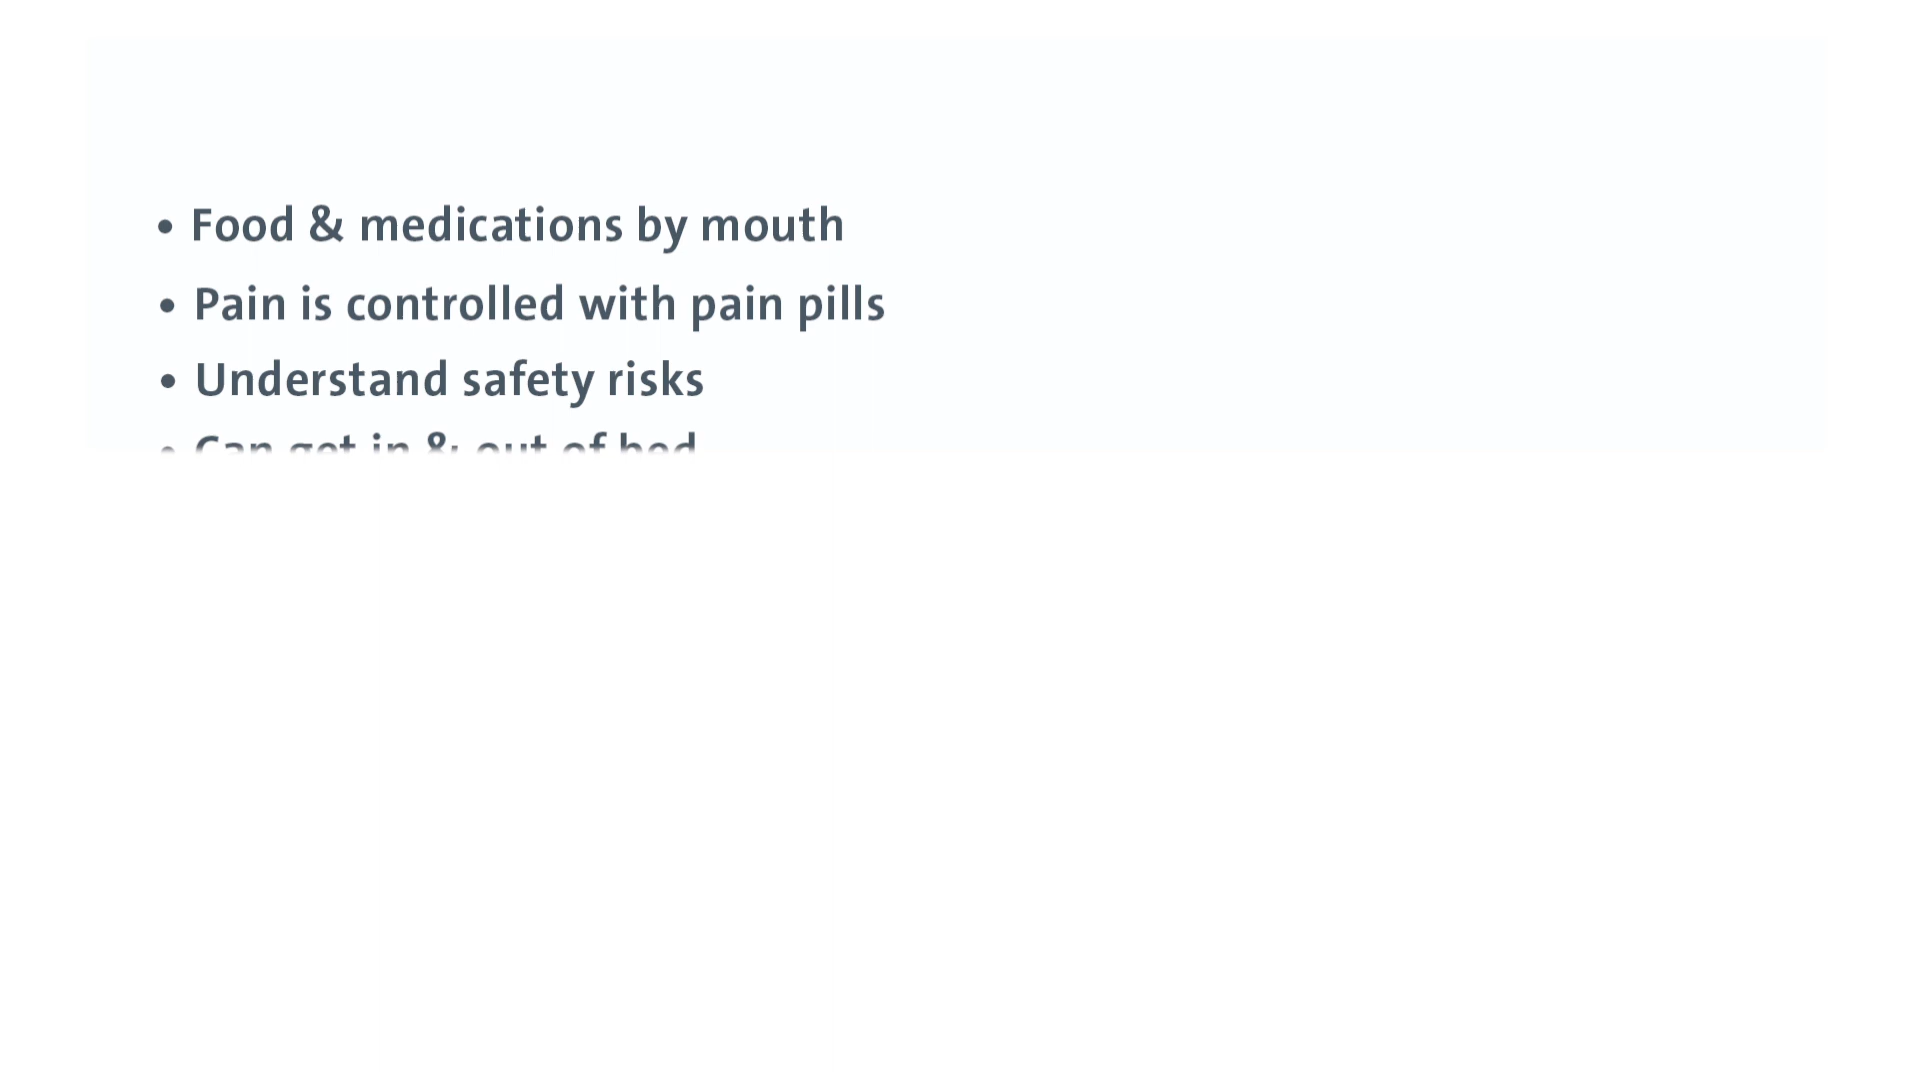 • Food & medications by mouth
• Pain is controlled with pain pills
• Understand safety risks
• Can get in & out of bed